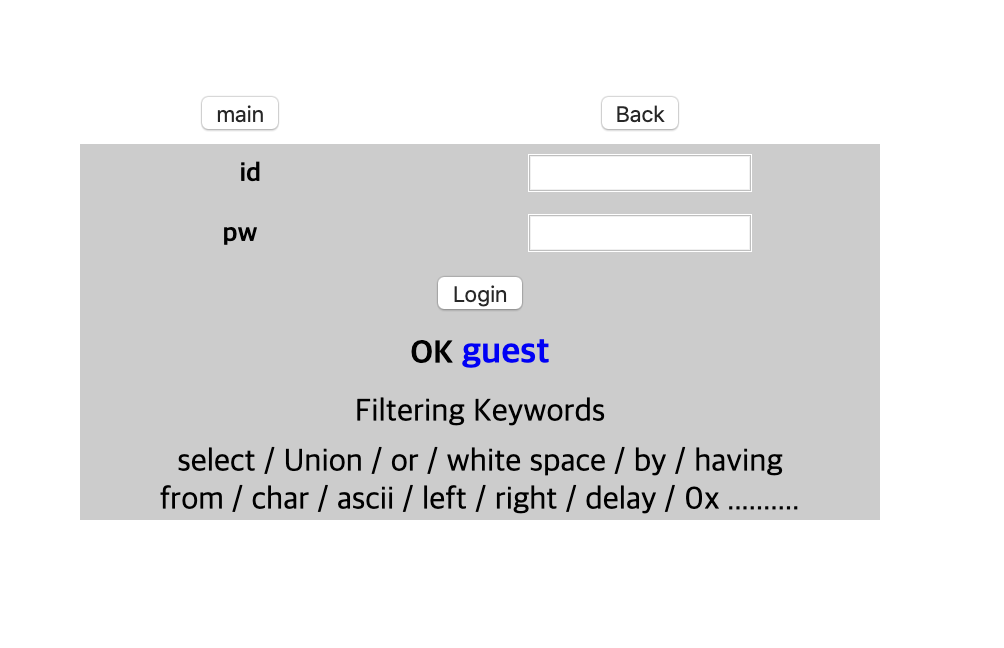 main Back
id
pw
Login
OK guest
Filtering Keywords
select / Union / or / white space / by / having
from / char / ascii / left / right / delay / 0x ..........